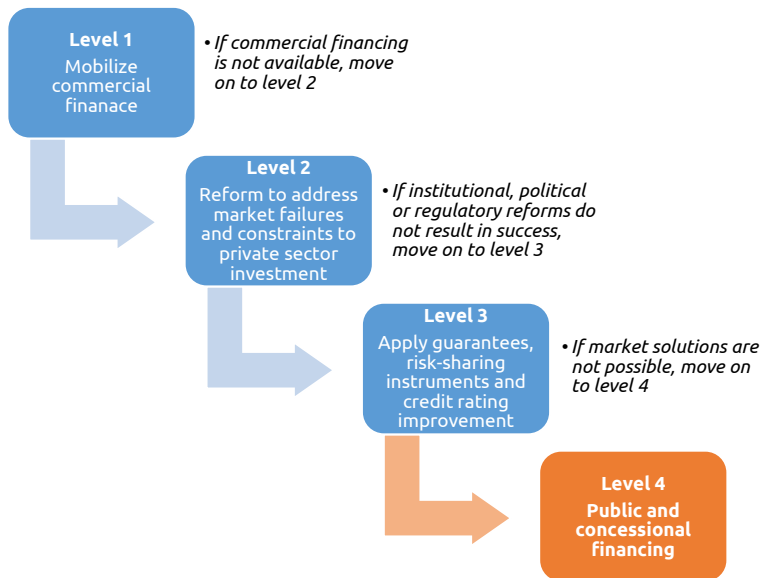 Level 1
Mobilize
commercial
finanace
• If commercial financing
is not available, move
on to level 2
Level 2
Reform to address
market failures
and constraints to
private sector
investment
• If institutional, political
or regulatory reforms do
not result in success,
move on to level 3
Level 3
Apply guarantees,
risk-sharing
instruments and
credit rating
improvement
• If market solutions are
not possible, move on
to level 4
Level 4
Public and
concessional
financing